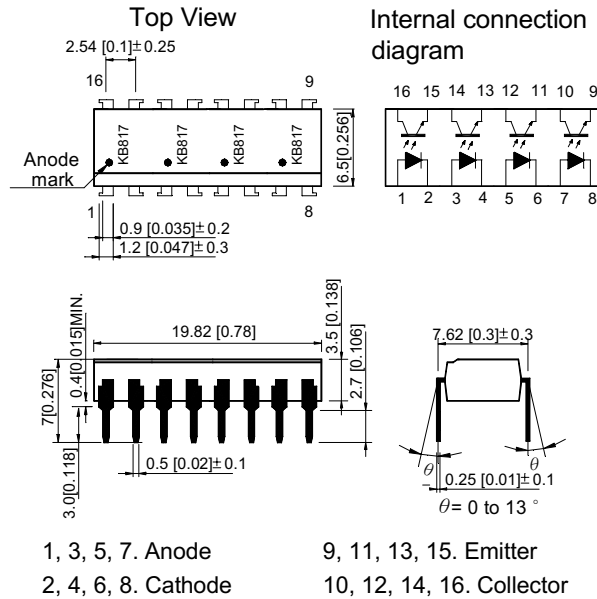 Top View
Internal connection
diagram
2.54 [0.1]± 0.25
16 9
KB817 KB817 KB817 KB817
Anode
mark
6.5[0.256]
1 8
0.9 [0.035]± 0.2
1.2 [0.047]± 0.3
16 15 14 13 12 11 10 9
1 2 3 4 5 6 7 8
19.82 [0.78]
3.5 [0.138]
2.7 [0.106]
0.4[0.015]MIN.
7[0.276]
3.0[0.118]
0.5 [0.02]± 0.1
7.62 [0.3]± 0.3
θ θ
0.25 [0.01]± 0.1
θ= 0 to 13 °
1, 3, 5, 7. Anode
2, 4, 6, 8. Cathode
9, 11, 13, 15. Emitter
10, 12, 14, 16. Collector